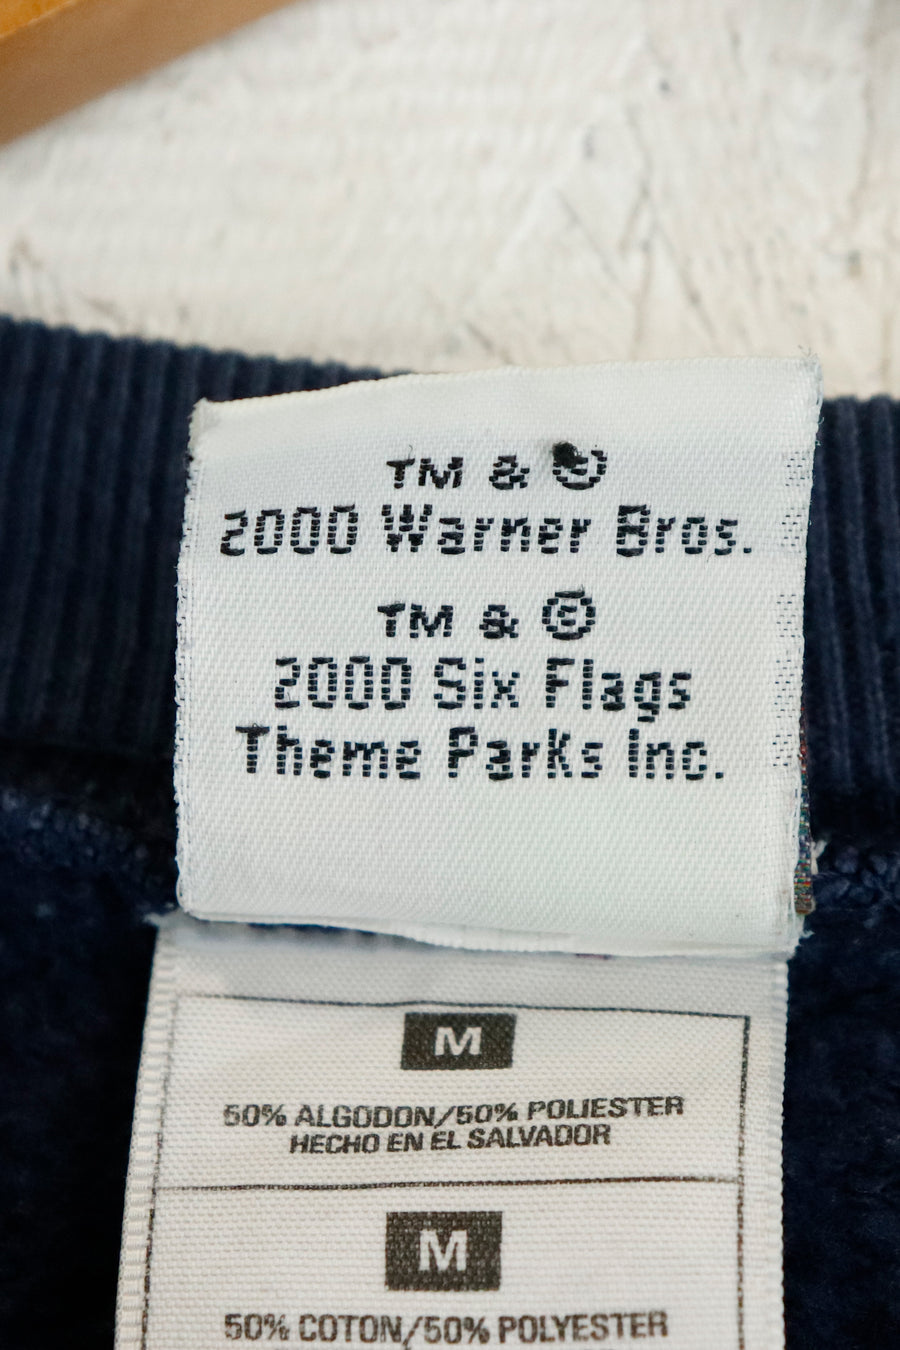 TM & ©
2000 Warner Bros.
TM & ©
2000 Six Flags
Theme Parks Inc.
M
50% ALGODON/50% POLIESTER
HECHO EN EL SALVADOR
M
50% COTON/50% POLYESTER